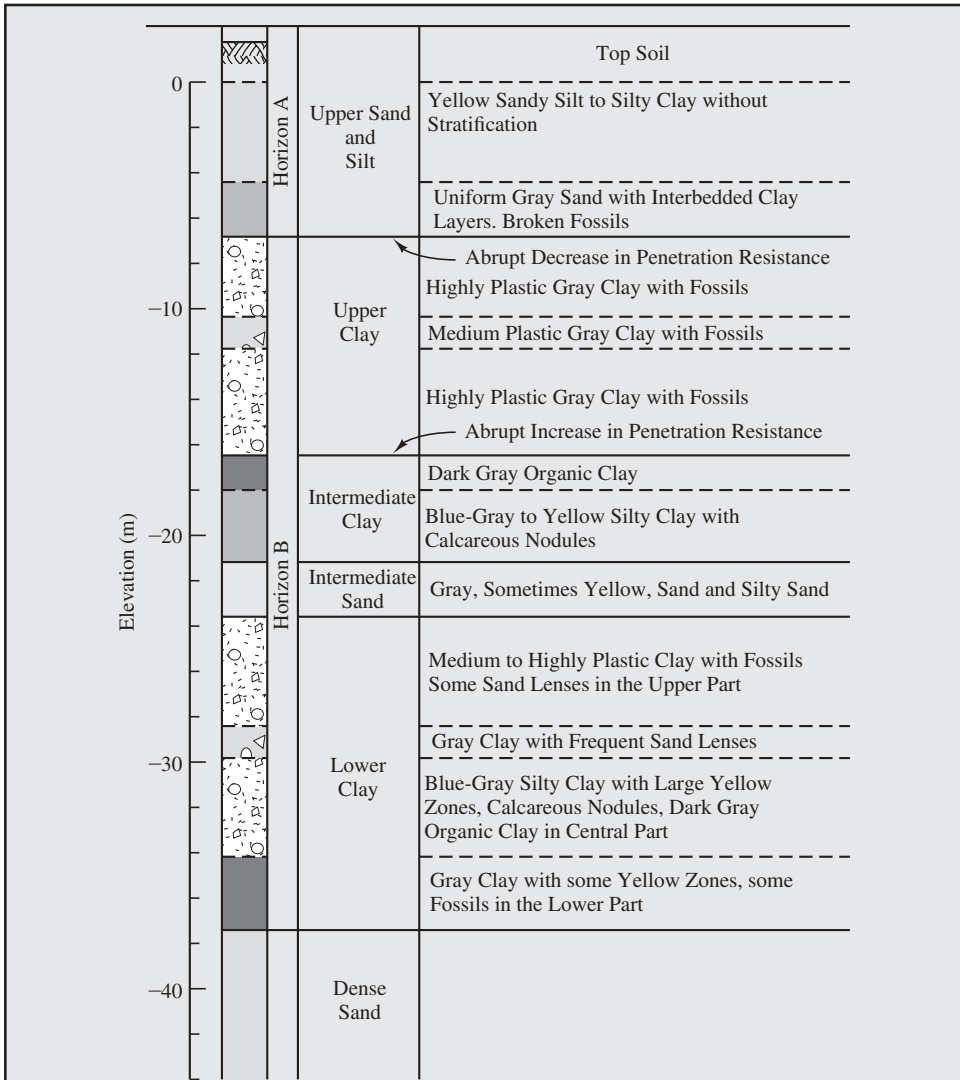 Top Soil
0
Horizon A
Upper Sand
and
Silt
Yellow Sandy Silt to Silty Clay without
Stratification
Uniform Gray Sand with Interbedded Clay
Layers. Broken Fossils
Abrupt Decrease in Penetration Resistance
Highly Plastic Gray Clay with Fossils
−10
Upper
Clay
Medium Plastic Gray Clay with Fossils
Highly Plastic Gray Clay with Fossils
Abrupt Increase in Penetration Resistance
Dark Gray Organic Clay
Intermediate
Clay
Blue-Gray to Yellow Silty Clay with
Calcareous Nodules
−20
Elevation (m)
Horizon B
Intermediate
Sand
Gray, Sometimes Yellow, Sand and Silty Sand
Medium to Highly Plastic Clay with Fossils
Some Sand Lenses in the Upper Part
Gray Clay with Frequent Sand Lenses
−30
Lower
Clay
Blue-Gray Silty Clay with Large Yellow
Zones, Calcareous Nodules, Dark Gray
Organic Clay in Central Part
Gray Clay with some Yellow Zones, some
Fossils in the Lower Part
−40
Dense
Sand